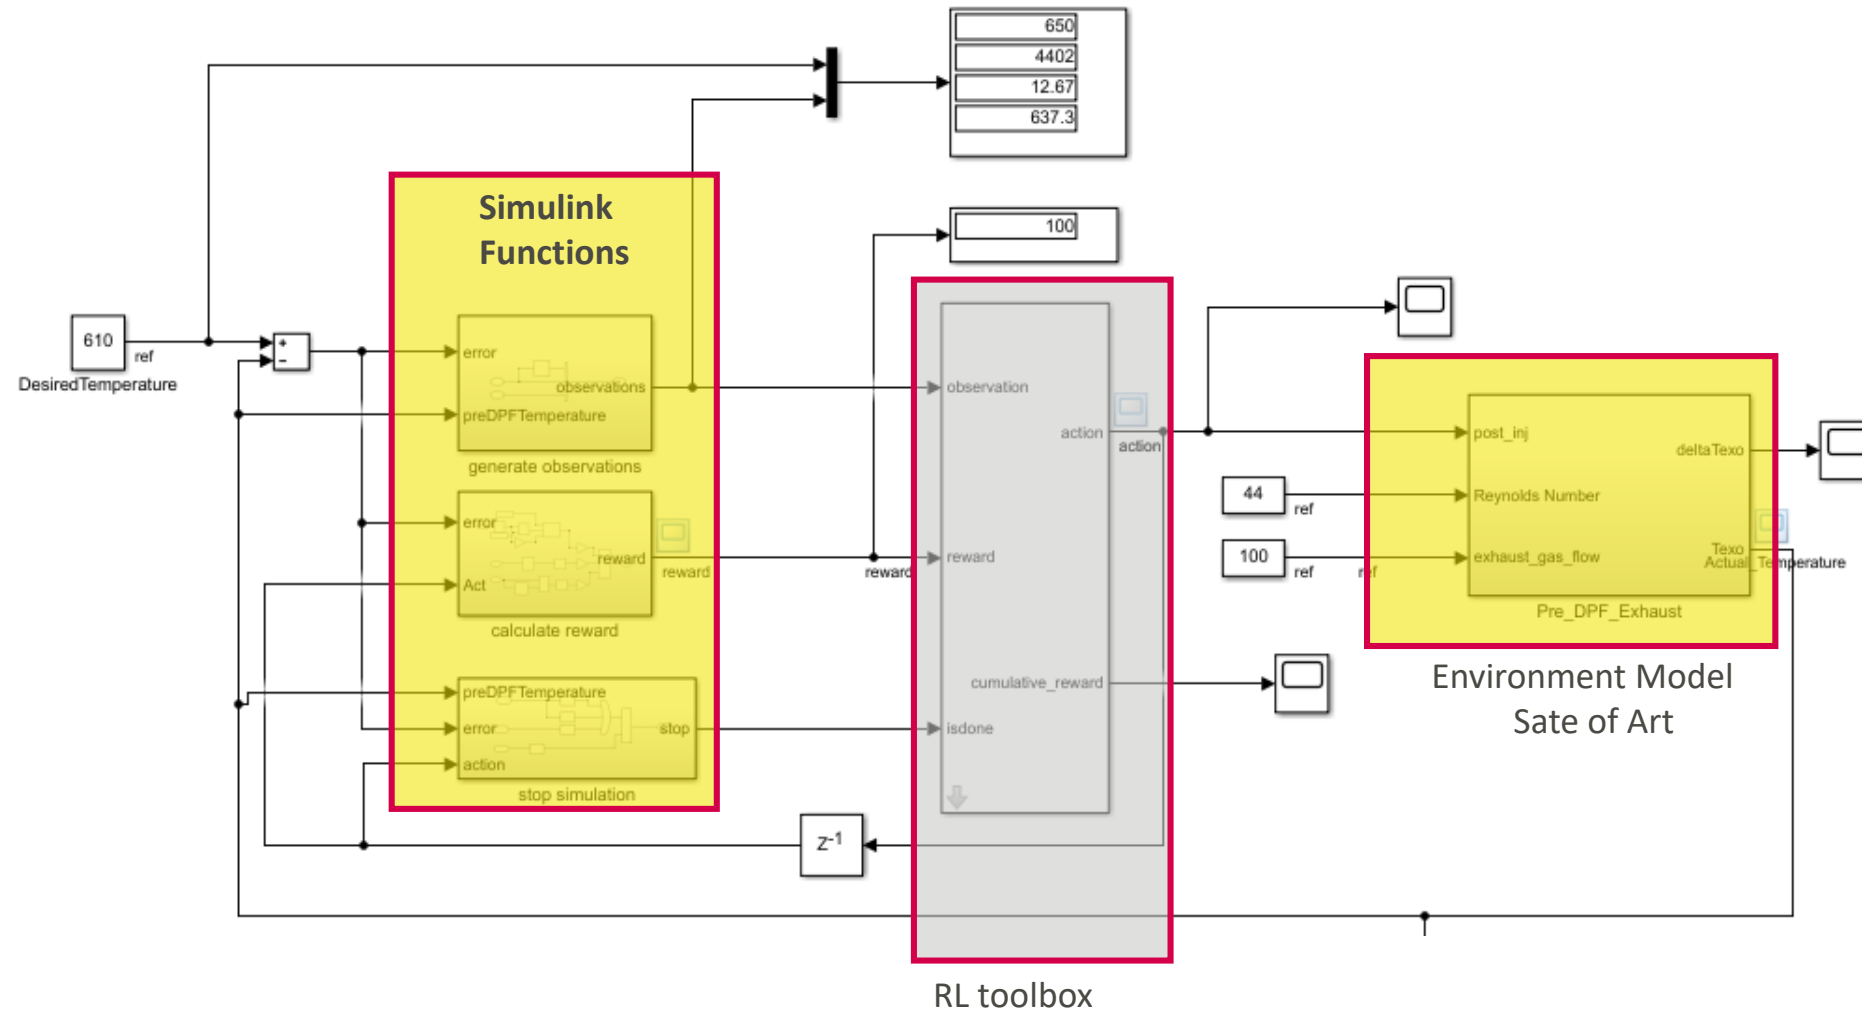 650
4402
12.67
637.3
Simulink
Functions
100
610
ref
DesiredTemperature
+
−
error
observations
preDPFTemperature
generate observations
error
reward
Act
calculate reward
reward
preDPFTemperature
error
stop
action
stop simulation
z-1
reward
observation
action
reward
cumulative_reward
isdone
action
RL toolbox
44
ref
100
ref
ref
post_inj
deltaTexo
Reynolds Number
Texo
exhaust_gas_flow
Actual_Temperature
Pre_DPF_Exhaust
Environment Model
Sate of Art